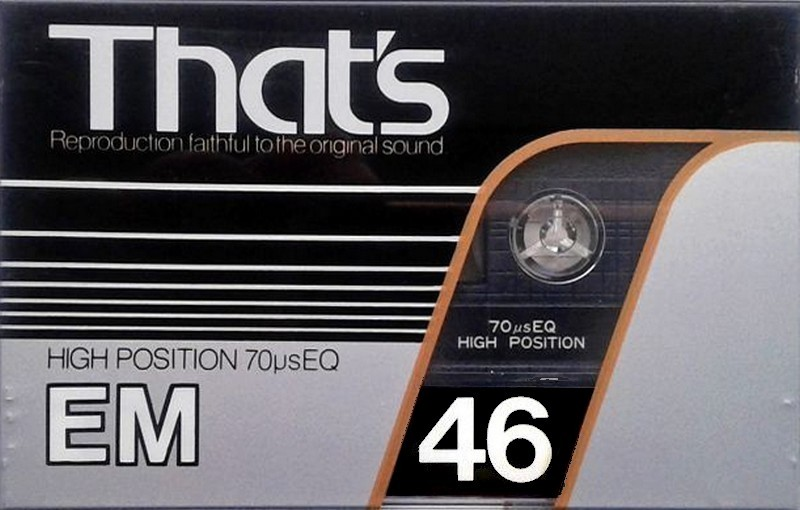 That's
Reproduction faithful to the original sound
70μsEQ
HIGH POSITION
HIGH POSITION 70μsEQ
EM
46